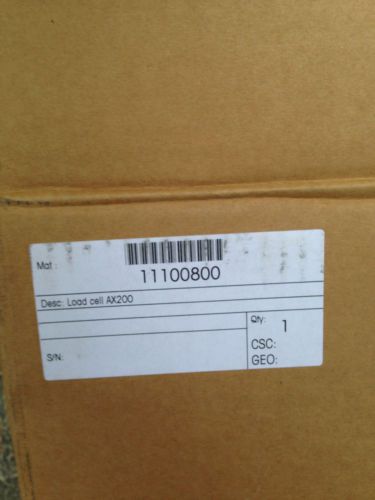 Mat :
11100800
Desc: Load cell AX200
Qty: 1
CSC:
S/N:
GEO: